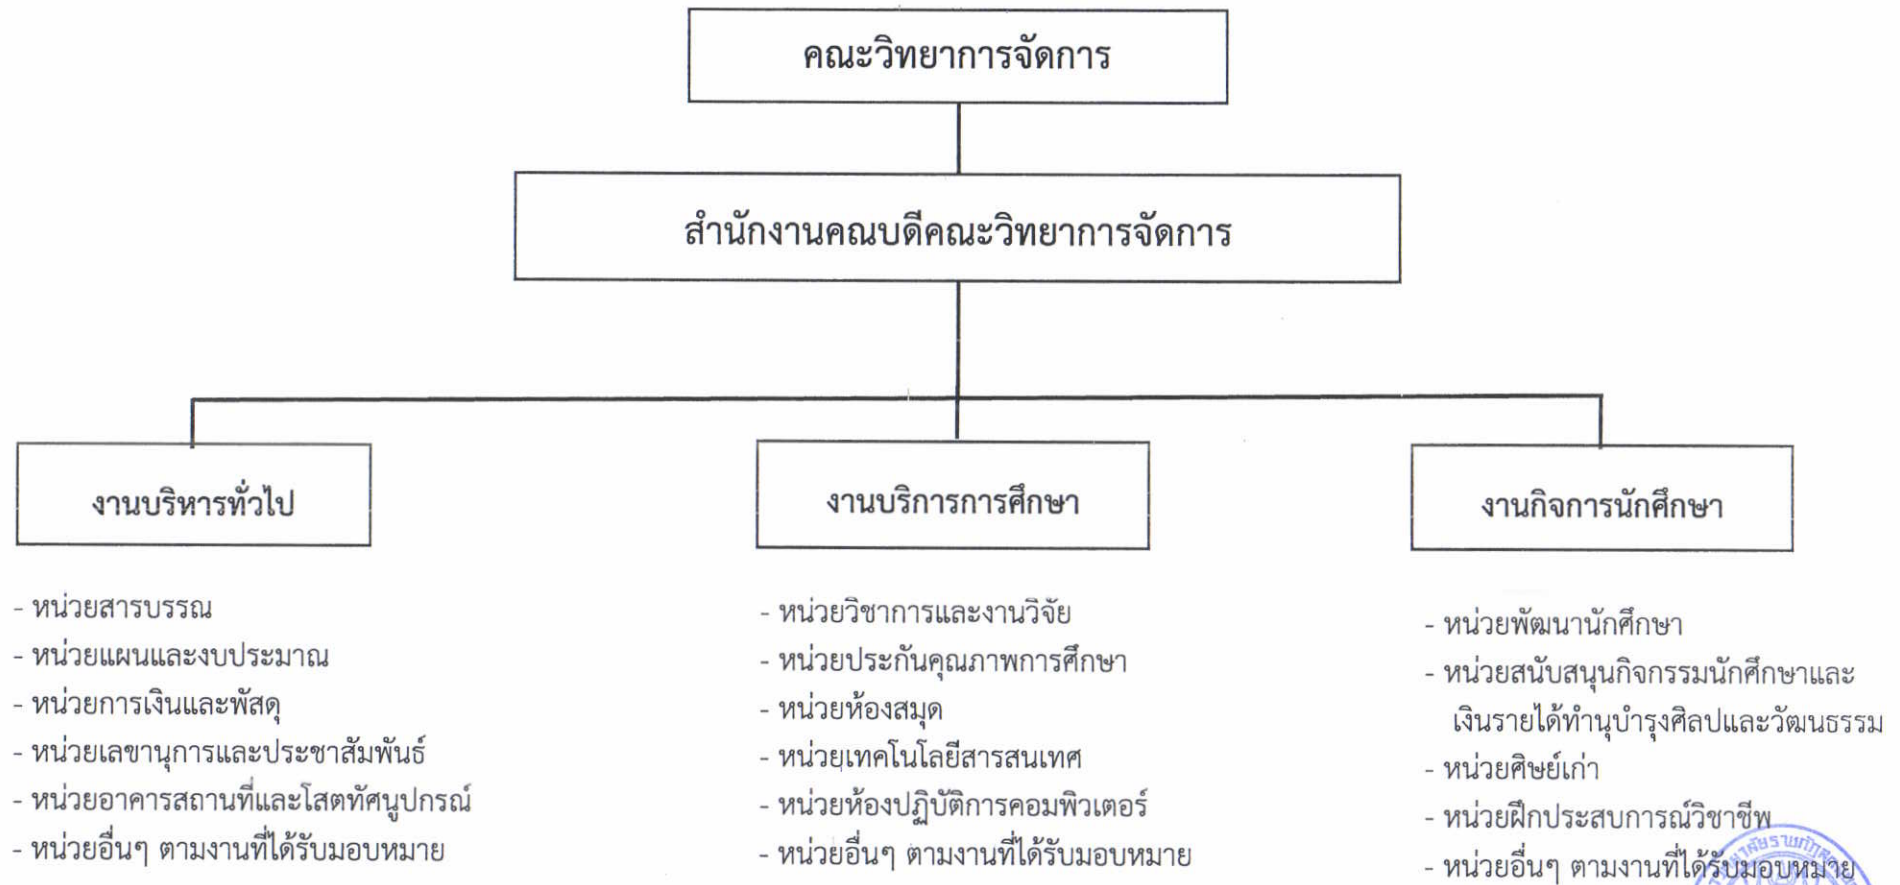 คณะวิทยาการจัดการ
สำนักงานคณบดีคณะวิทยาการจัดการ
งานบริหารทั่วไป
- หน่วยสารบรรณ
- หน่วยแผนและงบประมาณ
- หน่วยการเงินและพัสดุ
- หน่วยเลขานุการและประชาสัมพันธ์
- หน่วยอาคารสถานที่และโสตทัศนูปกรณ์
- หน่วยอื่นๆ ตามงานที่ได้รับมอบหมาย
งานบริการการศึกษา
- หน่วยวิชาการและงานวิจัย
- หน่วยประกันคุณภาพการศึกษา
- หน่วยห้องสมุด
- หน่วยเทคโนโลยีสารสนเทศ
- หน่วยห้องปฏิบัติการคอมพิวเตอร์
- หน่วยอื่นๆ ตามงานที่ได้รับมอบหมาย
งานกิจการนักศึกษา
- หน่วยพัฒนานักศึกษา
- หน่วยสนับสนุนกิจกรรมนักศึกษาและ
เงินรายได้ทำนุบำรุงศิลปและวัฒนธรรม
- หน่วยศิษย์เก่า
- หน่วยฝึกประสบการณ์วิชาชีพ
- หน่วยอื่นๆ ตามงานที่ได้รับมอบหมาย